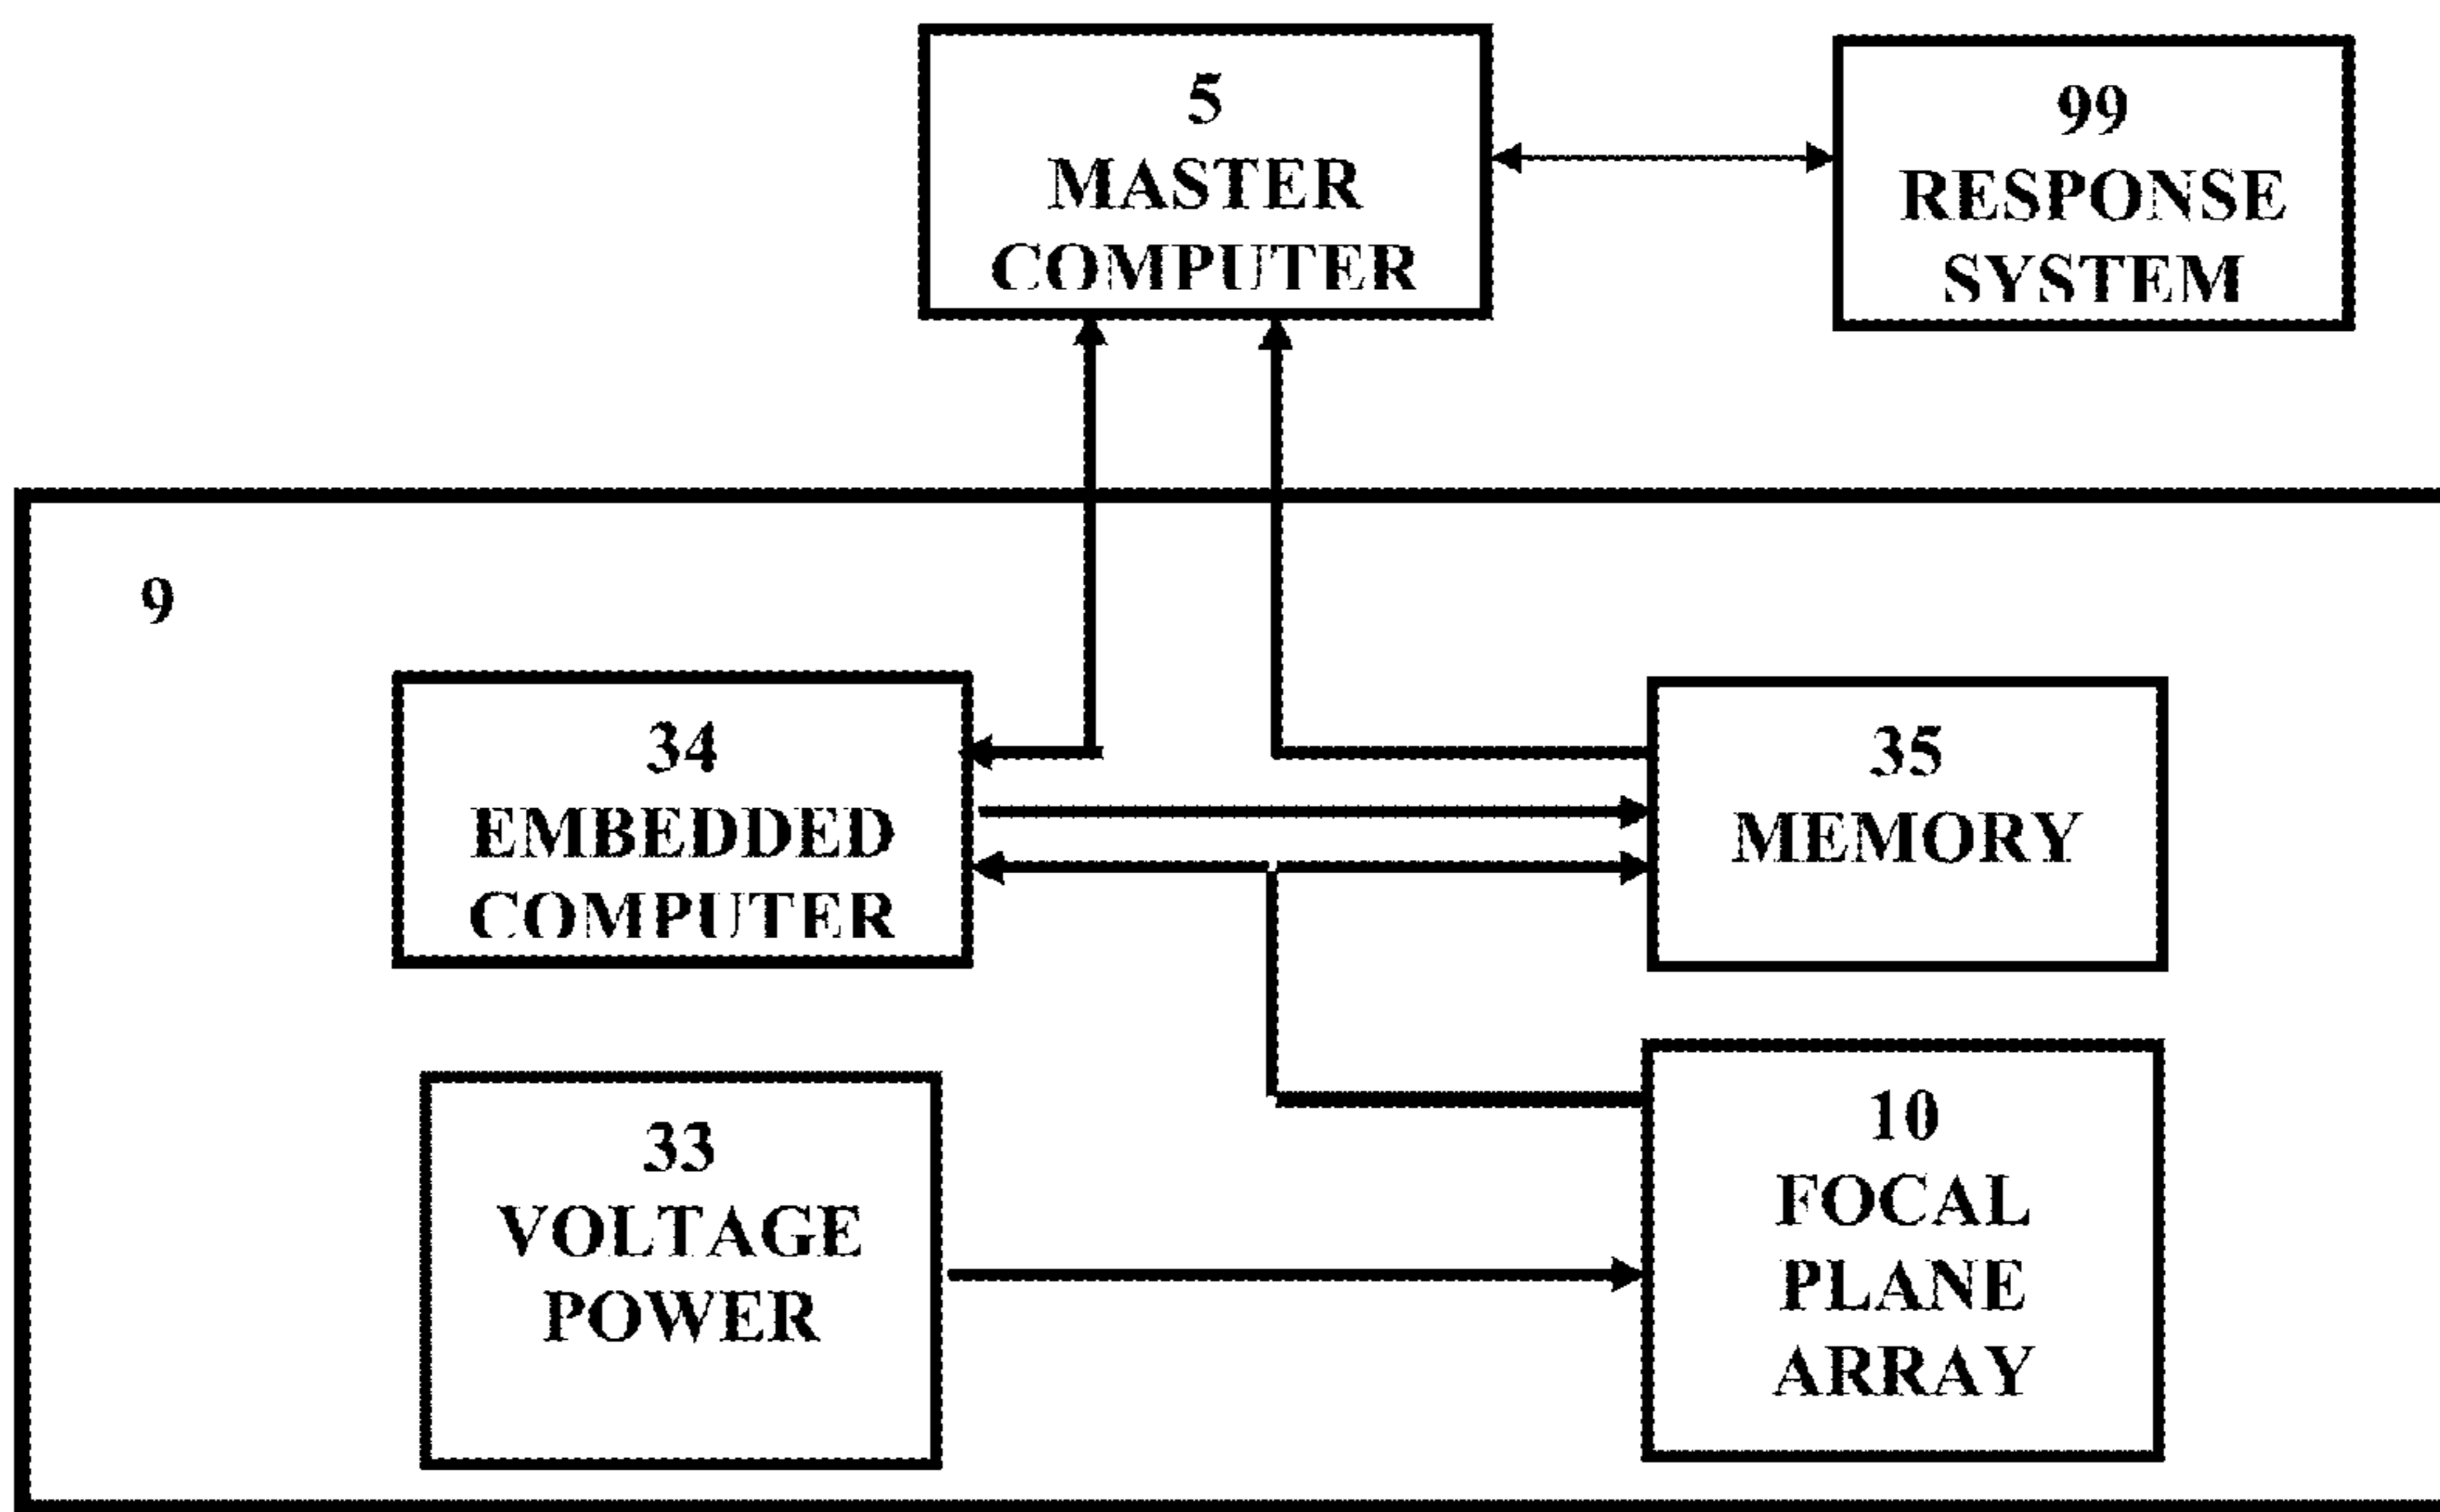 5
MASTER
COMPUTER
99
RESPONSE
SYSTEM
9
34
EMBEDDED
COMPUTER
35
MEMORY
33
VOLTAGE
POWER
10
FOCAL
PLANE
ARRAY